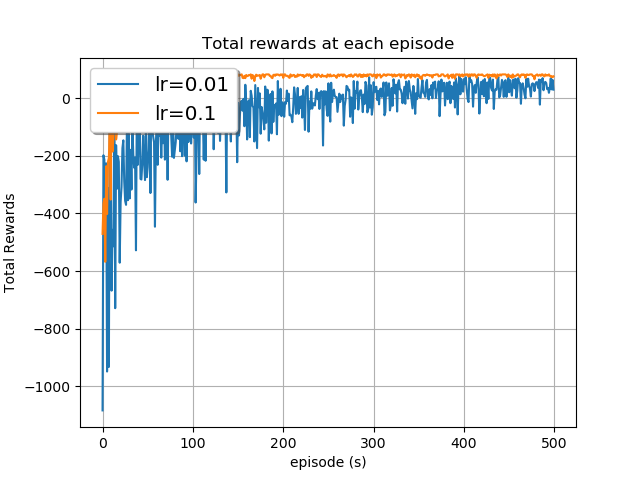 Total rewards at each episode
lr=0.01
lr=0.1
0
−200
−400
−600
−800
−1000
Total Rewards
0 100 200 300 400 500
episode (s)